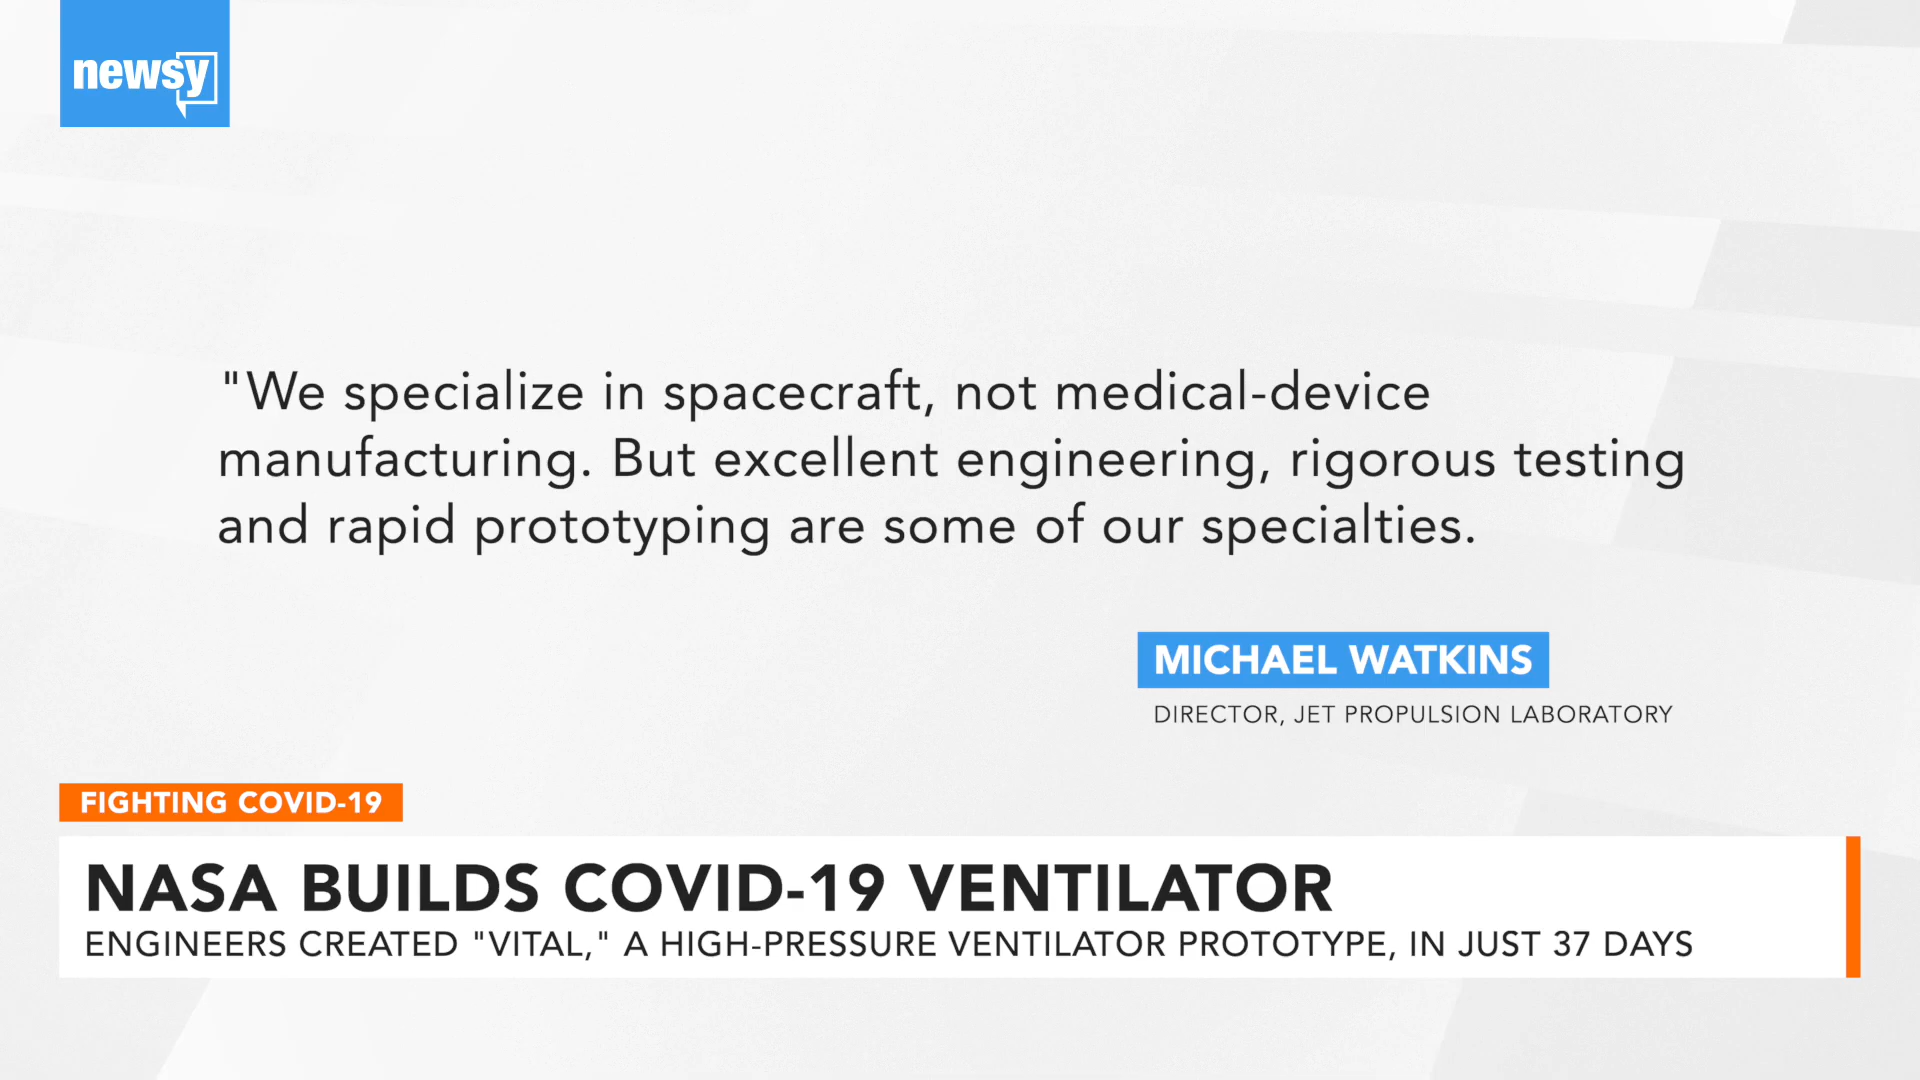 newsy
"We specialize in spacecraft, not medical-device
manufacturing. But excellent engineering, rigorous testing
and rapid prototyping are some of our specialties.
MICHAEL WATKINS
DIRECTOR, JET PROPULSION LABORATORY
FIGHTING COVID-19
NASA BUILDS COVID-19 VENTILATOR
ENGINEERS CREATED "VITAL," A HIGH-PRESSURE VENTILATOR PROTOTYPE, IN JUST 37 DAYS